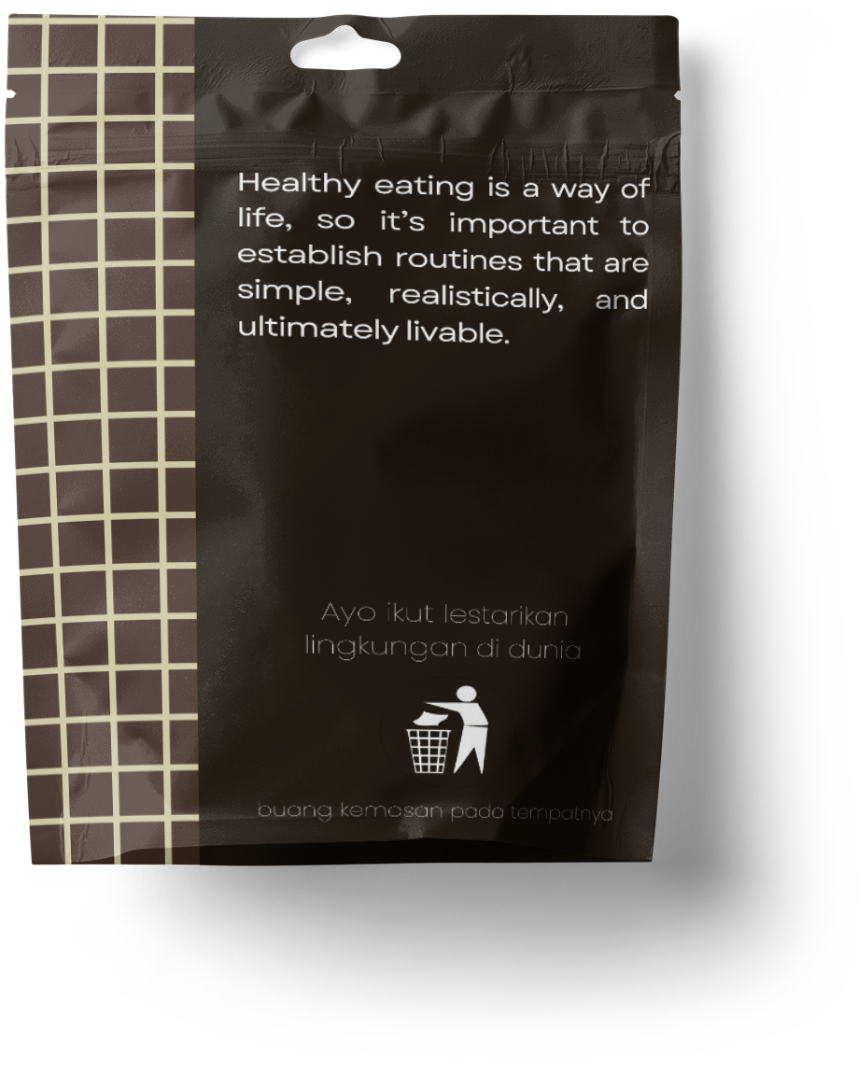 Healthy eating is a way of
life, so it’s important to
establish routines that are
simple, realistically, and
ultimately livable.
Ayo ikut lestarikan
lingkungan di dunia
buang kemasan pada tempatnya